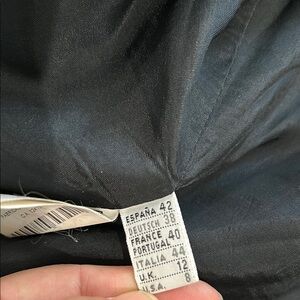 ESPAÑA 42
DEUTSCH 38
FRANCE 40
PORTUGAL
ITALIA 44
U.K. 12
U.S.A. 8